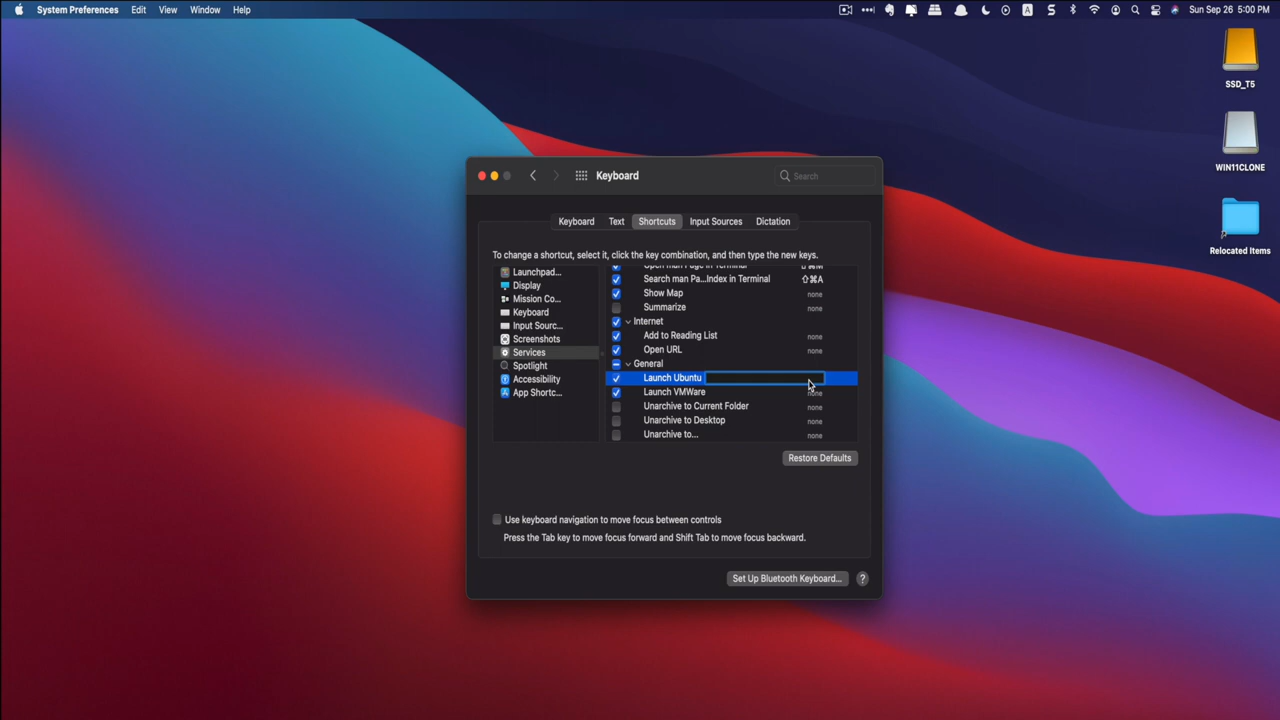 System Preferences Edit View Window Help
A
S
Sun Sep 26 5:00 PM
SSD_T5
WIN11CLONE
Relocated Items
Keyboard
Search
Keyboard Text Shortcuts Input Sources Dictation
To change a shortcut, select it, click the key combination, and then type the new keys.
Launchpad...
Display
Mission Co...
Keyboard
Input Sourc...
Screenshots
Services
Spotlight
Accessibility
App Shortc...
Open man Page in Terminal ⇧⌘M
Search man Pa...Index in Terminal ⇧⌘A
Show Map none
Summarize none
Internet
Add to Reading List none
Open URL none
General
Launch Ubuntu
Launch VMWare none
Unarchive to Current Folder none
Unarchive to Desktop none
Unarchive to... none
Restore Defaults
Use keyboard navigation to move focus between controls
Press the Tab key to move focus forward and Shift Tab to move focus backward.
Set Up Bluetooth Keyboard... ?